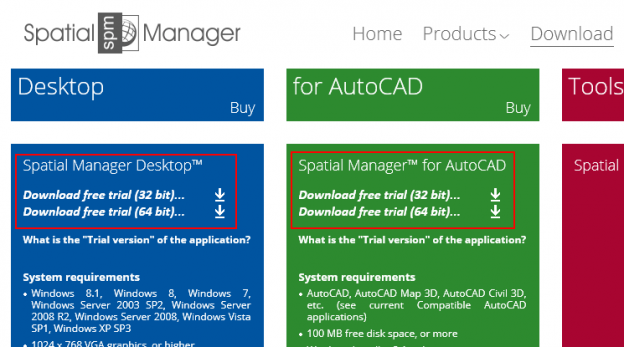 Spatial spm Manager
Home Products Download
Desktop
Buy
for AutoCAD
Buy
Tools
Spatial Manager Desktop™
Download free trial (32 bit)...
Download free trial (64 bit)...
What is the "Trial version" of the application?
System requirements
• Windows 8.1, Windows 8, Windows 7,
Windows Server 2003 SP2, Windows Server
2008 R2, Windows Server 2008, Windows Vista
SP1, Windows XP SP3
• 1024 x 768 VGA graphics, or higher
Spatial Manager™ for AutoCAD
Download free trial (32 bit)...
Download free trial (64 bit)...
What is the "Trial version" of the application?
System requirements
• AutoCAD, AutoCAD Map 3D, AutoCAD Civil 3D,
etc. (see current Compatible AutoCAD
applications)
• 100 MB free disk space, or more
Spatial